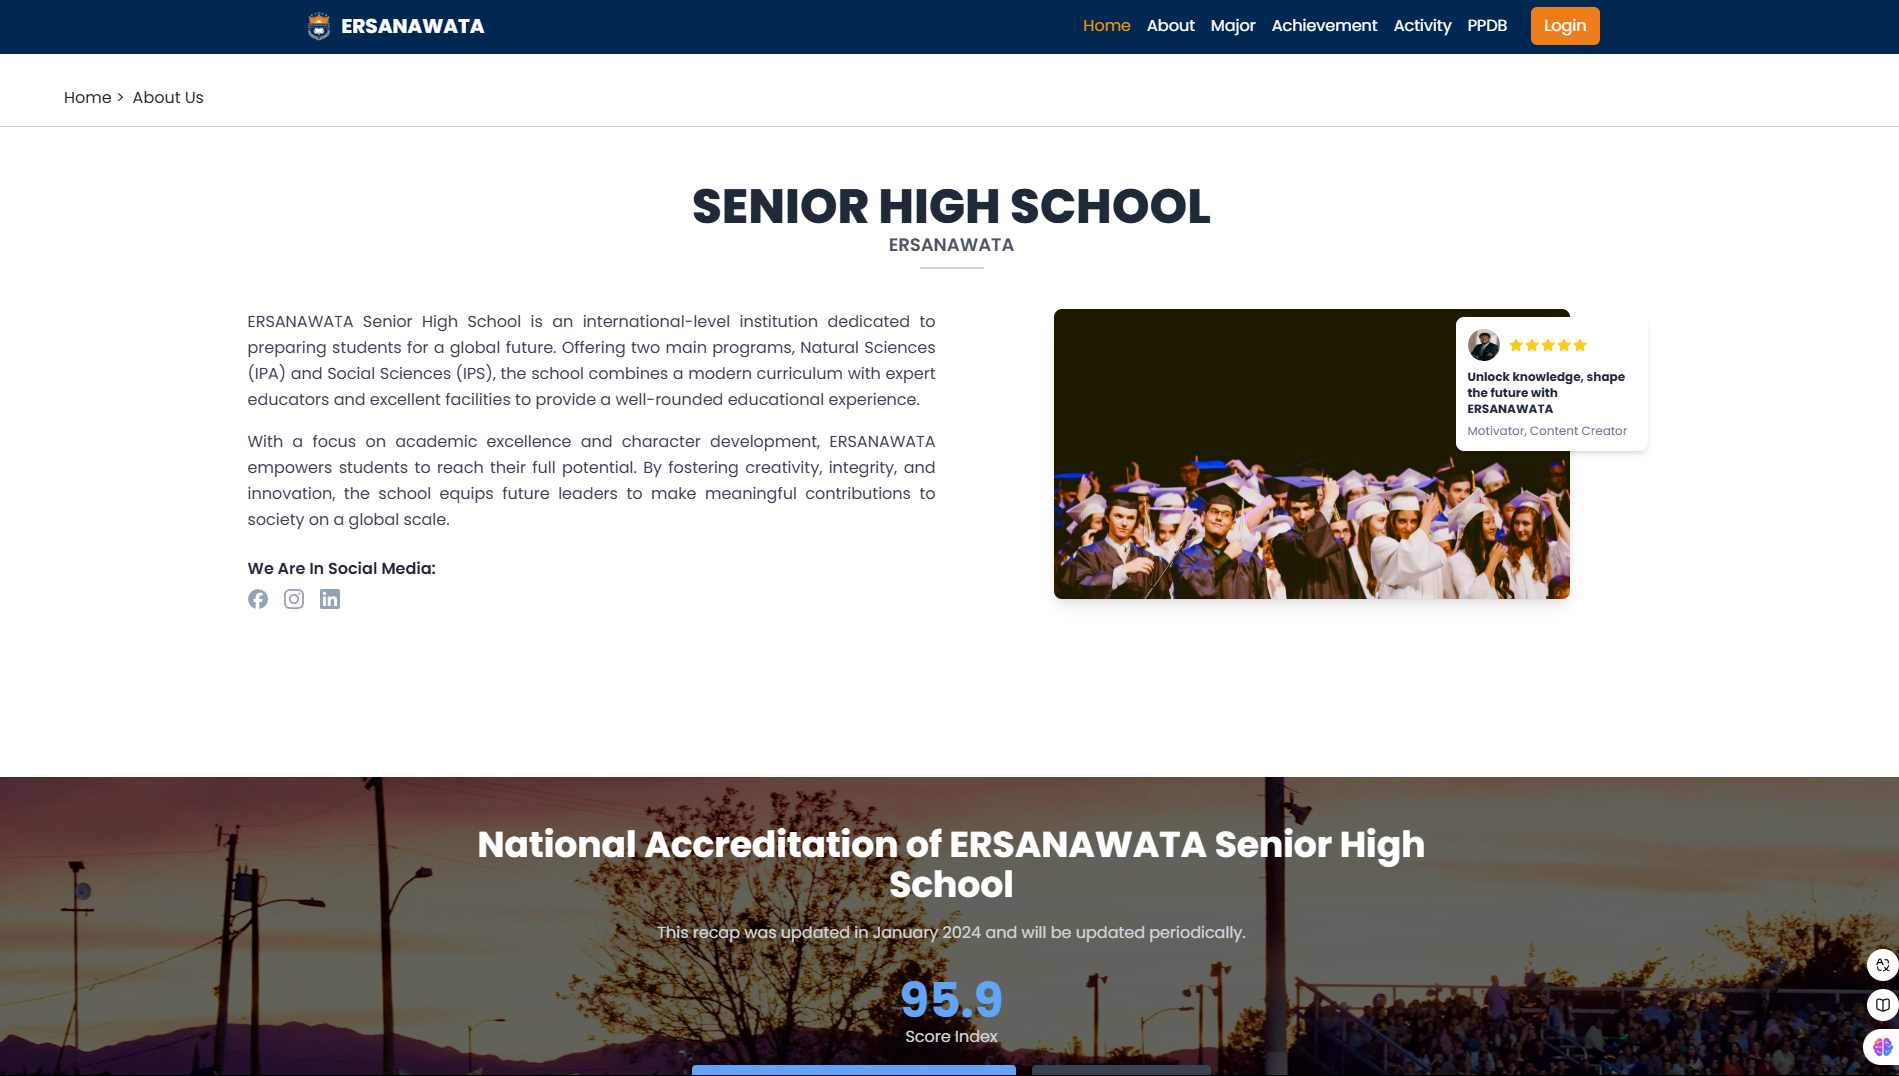 ERSANAWATA
Home About Major Achievement Activity PPDB Login
Home > About Us
SENIOR HIGH SCHOOL
ERSANAWATA
ERSANAWATA Senior High School is an international-level institution dedicated to
preparing students for a global future. Offering two main programs, Natural Sciences
(IPA) and Social Sciences (IPS), the school combines a modern curriculum with expert
educators and excellent facilities to provide a well-rounded educational experience.
With a focus on academic excellence and character development, ERSANAWATA
empowers students to reach their full potential. By fostering creativity, integrity, and
innovation, the school equips future leaders to make meaningful contributions to
society on a global scale.
We Are In Social Media:
Unlock knowledge, shape
the future with
ERSANAWATA
Motivator, Content Creator
National Accreditation of ERSANAWATA Senior High
School
This recap was updated in January 2024 and will be updated periodically.
95.9
Score Index